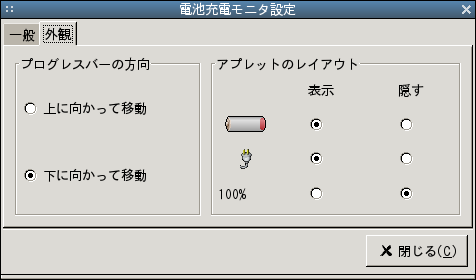 電池充電モニタ設定
一般
外観
プログレスバーの方向
上に向かって移動
下に向かって移動
アプレットのレイアウト
表示 隠す
100%
閉じる(C)